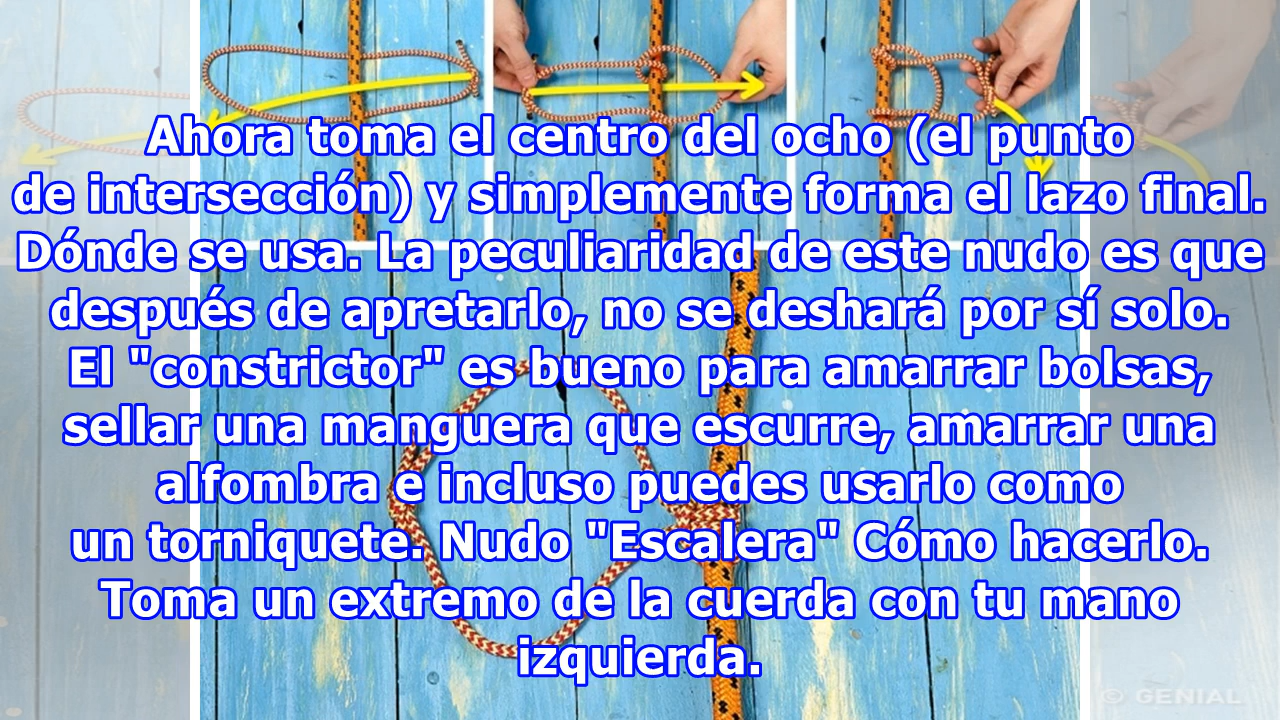 Ahora toma el centro del ocho (el punto
de intersección) y simplemente forma el lazo final.
Dónde se usa. La peculiaridad de este nudo es que
después de apretarlo, no se deshará por sí solo.
El "constrictor" es bueno para amarrar bolsas,
sellar una manguera que escurre, amarrar una
alfombra e incluso puedes usarlo como
un torniquete. Nudo "Escalera" Cómo hacerlo.
Toma un extremo de la cuerda con tu mano
izquierda.
© GENIAL